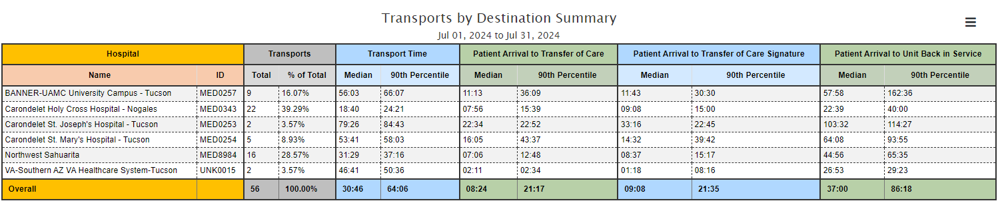 Transports by Destination Summary
Jul 01, 2024 to Jul 31, 2024
Hospital Transports Transport Time Patient Arrival to Transfer of Care Patient Arrival to Transfer of Care Signature Patient Arrival to Unit Back in Service
Name ID Total % of Total Median 90th Percentile Median 90th Percentile Median 90th Percentile Median 90th Percentile
BANNER-UAMC University Campus - Tucson MED0257 9 16.07% 56:03 66:07 11:13 36:09 11:43 30:30 57:58 162:36
Carondelet Holy Cross Hospital - Nogales MED0343 22 39.29% 18:40 24:21 07:56 15:39 09:08 15:00 22:39 40:00
Carondelet St. Joseph's Hospital - Tucson MED0253 2 3.57% 79:26 84:43 22:34 22:52 33:16 22:45 103:32 114:27
Carondelet St. Mary's Hospital - Tucson MED0254 5 8.93% 53:41 58:03 16:05 43:37 14:32 39:42 64:08 93:55
Northwest Sahuarita MED8984 16 28.57% 31:29 37:16 07:06 12:48 08:37 15:17 44:56 65:35
VA-Southern AZ VA Healthcare System-Tucson UNK0015 2 3.57% 46:41 50:36 02:11 02:34 01:18 08:16 26:53 29:23
Overall 56 100.00% 30:46 64:06 08:24 21:17 09:08 21:35 37:00 86:18